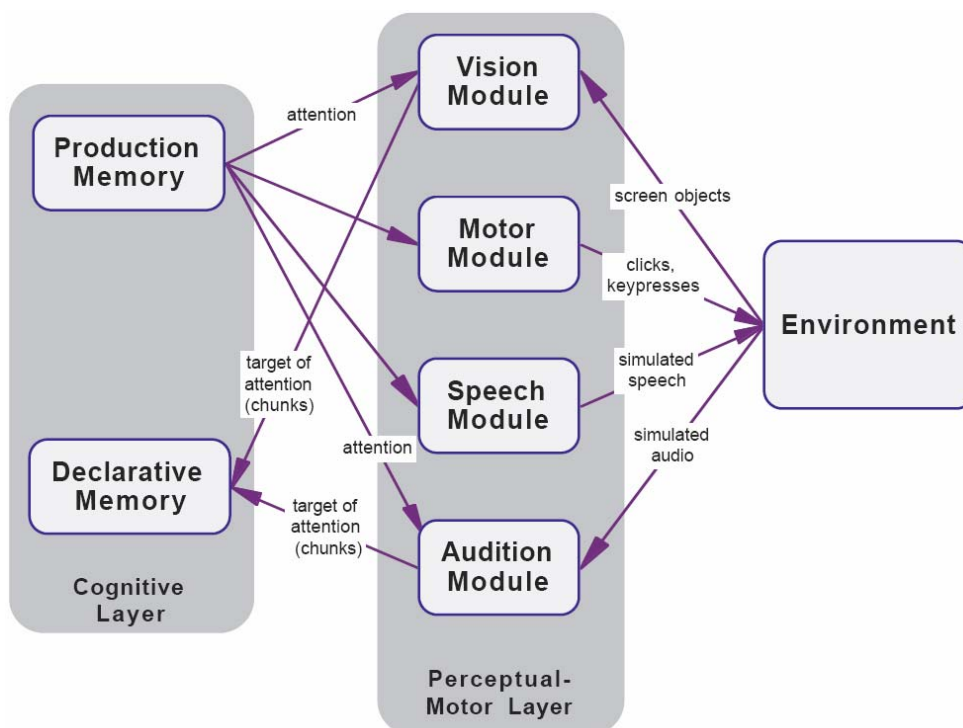 Vision
Module
attention
Production
Memory
screen objects
Motor
Module
clicks,
keypresses
Environment
target of
attention
(chunks)
simulated
speech
Speech
Module
attention
simulated
audio
Declarative
Memory
target of
attention
(chunks)
Audition
Module
Cognitive
Layer
Perceptual-
Motor Layer